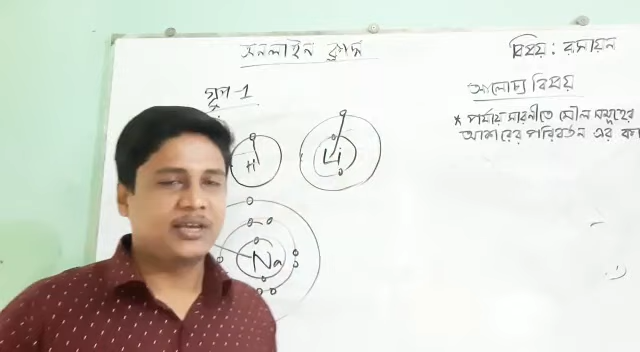 অনলাইন ক্লাস
বিষয়: রসায়ন
গ্রুপ-1
আলোচ্য বিষয়
* পর্যায় সারণীতে মৌল সমূহের
আকারের পরিবর্তন এর কা
H
Li
Na